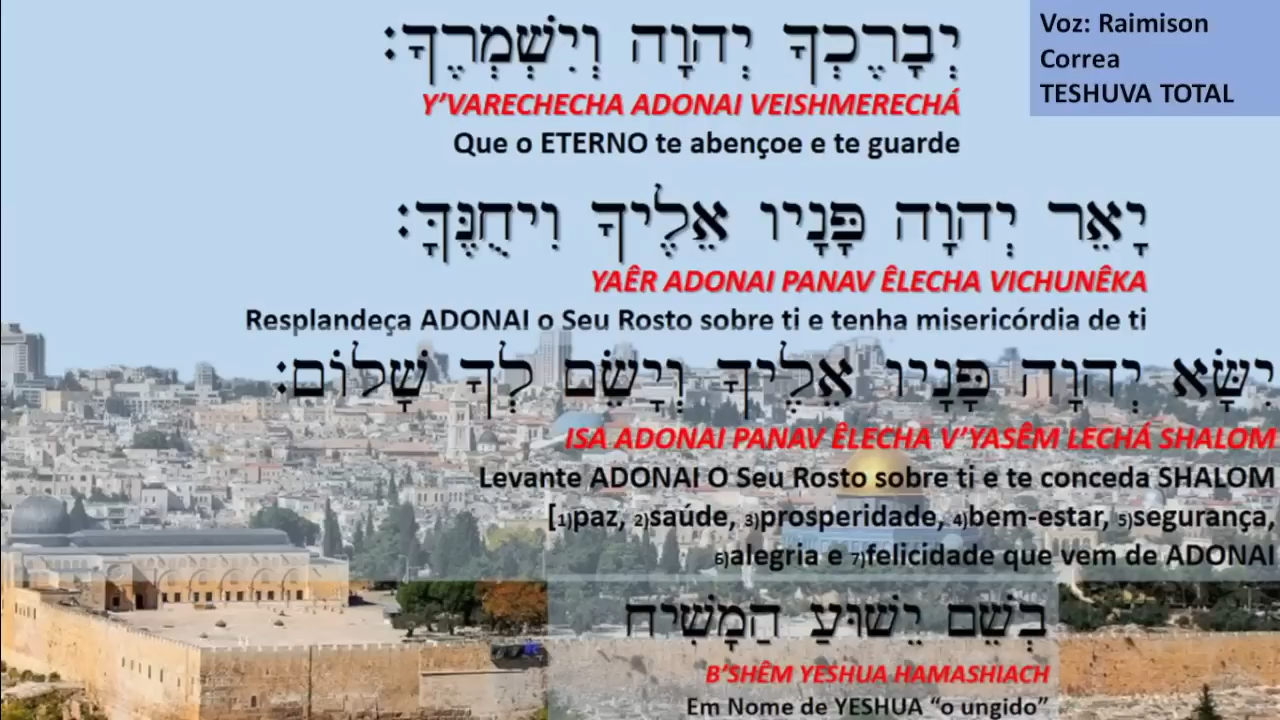 יְבָרֶכְךָ יְהוָה וְיִשְׁמְרֶךָ׃
Y’VARECHECHA ADONAI VEISHMERECHÁ
Que o ETERNO te abençoe e te guarde
Voz: Raimison
Correa
TESHUVA TOTAL
יָאֵר יְהוָה פָּנָיו אֵלֶיךָ וִיחֻנֶּךָּ׃
YAÊR ADONAI PANAV ÊLECHA VICHUNÊKA
Resplandeça ADONAI o Seu Rosto sobre ti e tenha misericórdia de ti
יִשָּׂא יְהוָה פָּנָיו אֵלֶיךָ וְיָשֵׂם לְךָ שָׁלוֹם׃
ISA ADONAI PANAV ÊLECHA V’YASÊM LECHÁ SHALOM
Levante ADONAI O Seu Rosto sobre ti e te conceda SHALOM
[1)paz, 2)saúde, 3)prosperidade, 4)bem-estar, 5)segurança,
6)alegria e 7)felicidade que vem de ADONAI
בְּשֵׁם יֵשׁוּעַ הַמָּשִׁיח
B’SHÊM YESHUA HAMASHIACH
Em Nome de YESHUA “o ungido”